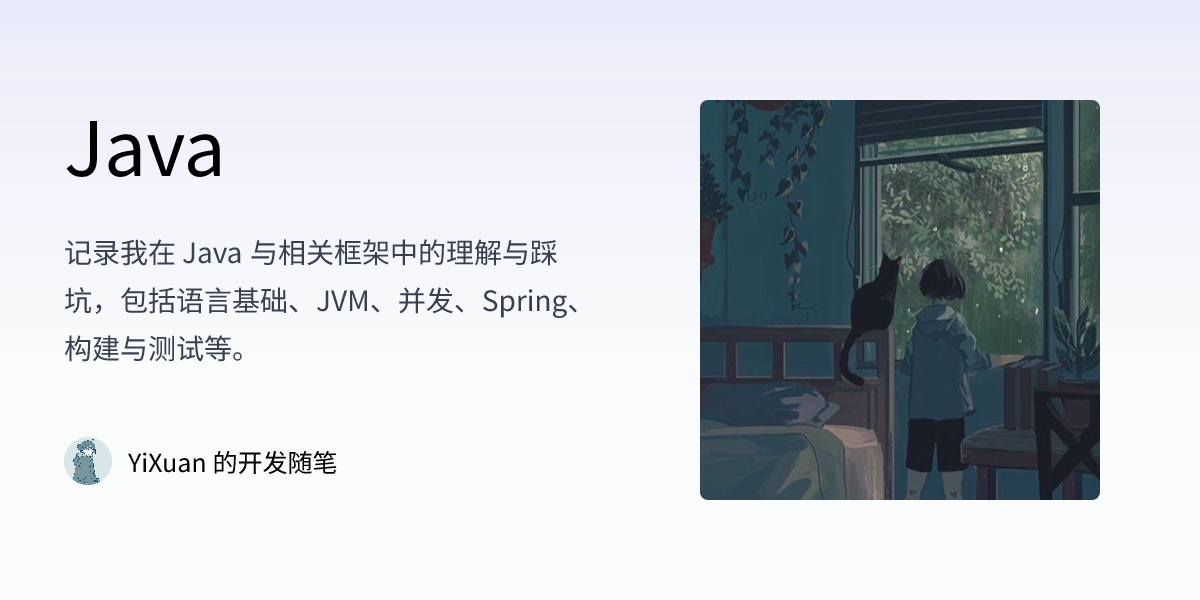 Java
记录我在 Java 与相关框架中的理解与踩
坑，包括语言基础、JVM、并发、Spring、
构建与测试等。
YiXuan 的开发随笔